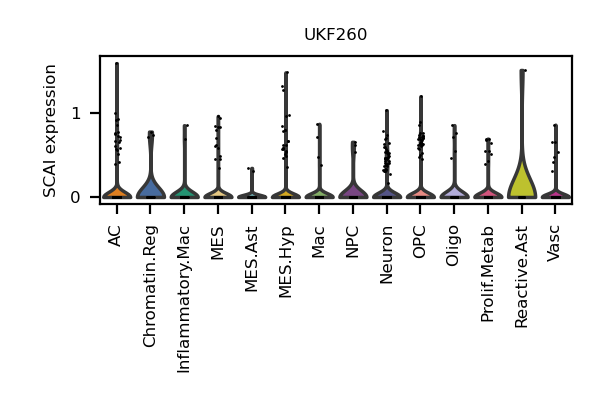 UKF260
SCAI expression
1
0
AC
Chromatin.Reg
Inflammatory.Mac
MES
MES.Ast
MES.Hyp
Mac
NPC
Neuron
OPC
Oligo
Prolif.Metab
Reactive.Ast
Vasc